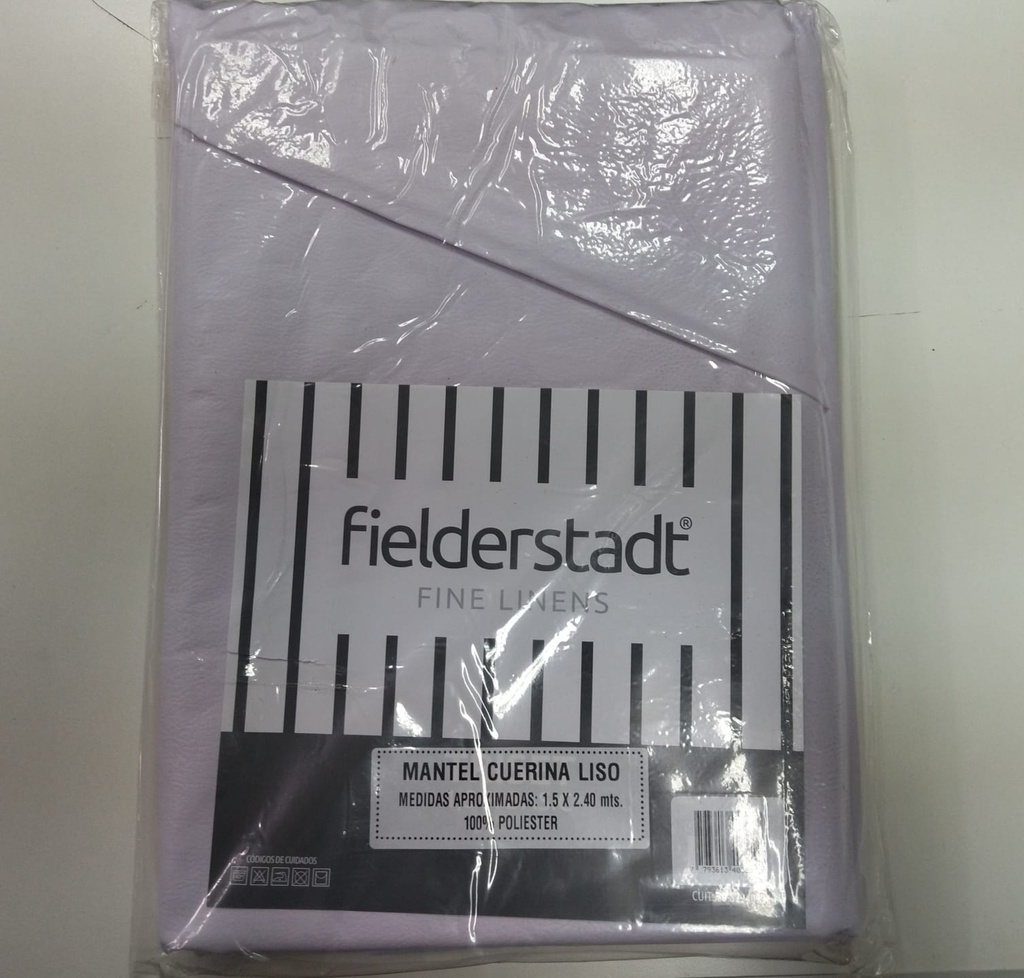 fielderstadt®
FINE LINENS
MANTEL CUERINA LISO
MEDIDAS APROXIMADAS: 1.5 X 2.40 mts.
100% POLIESTER
CÓDIGOS DE CUIDADOS